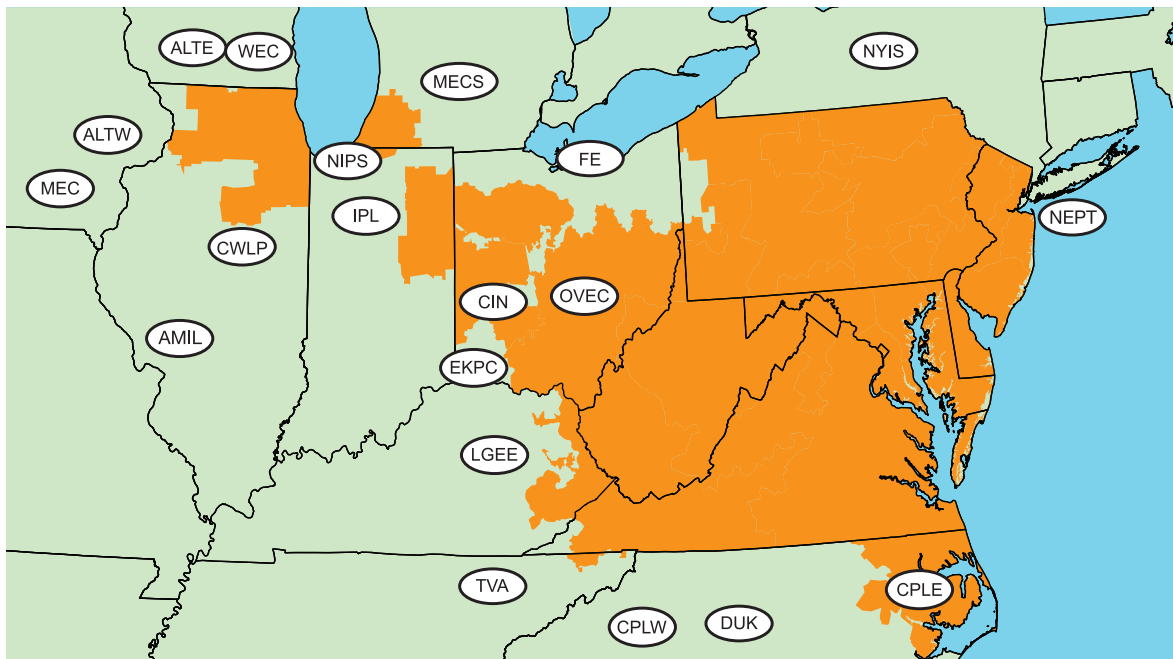 ALTE
WEC
NYIS
MECS
ALTW
NIPS
FE
MEC
IPL
NEPT
CWLP
CIN
OVEC
AMIL
EKPC
LGEE
TVA
CPLE
CPLW
DUK